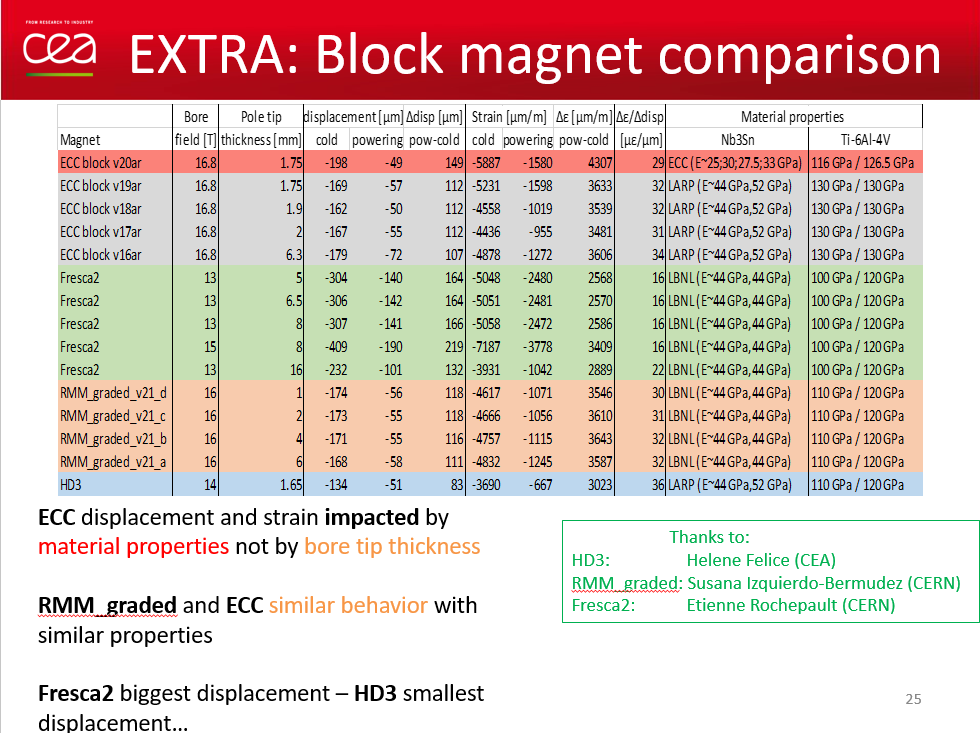 FROM RESEARCH TO INDUSTRY
cea
EXTRA: Block magnet comparison
Bore Pole tip displacement [µm] Δdisp [µm] Strain [µm/m] Δε [µm/m] Δε/Δdisp Material properties
Magnet field [T] thickness [mm] cold powering pow-cold cold powering pow-cold [µε/µm] Nb3Sn Ti-6Al-4V
ECC block v20ar 16.8 1.75 -198 -49 149 -5887 -1580 4307 29 ECC (E~25;30;27.5;33 GPa) 116 GPa / 126.5 GPa
ECC block v19ar 16.8 1.75 -169 -57 112 -5231 -1598 3633 32 LARP (E~44 GPa,52 GPa) 130 GPa / 130 GPa
ECC block v18ar 16.8 1.9 -162 -50 112 -4558 -1019 3539 32 LARP (E~44 GPa,52 GPa) 130 GPa / 130 GPa
ECC block v17ar 16.8 2 -167 -55 112 -4436 -955 3481 31 LARP (E~44 GPa,52 GPa) 130 GPa / 130 GPa
ECC block v16ar 16.8 6.3 -179 -72 107 -4878 -1272 3606 34 LARP (E~44 GPa,52 GPa) 130 GPa / 130 GPa
Fresca2 13 5 -304 -140 164 -5048 -2480 2568 16 LBNL (E~44 GPa,44 GPa) 100 GPa / 120 GPa
Fresca2 13 6.5 -306 -142 164 -5051 -2481 2570 16 LBNL (E~44 GPa,44 GPa) 100 GPa / 120 GPa
Fresca2 13 8 -307 -141 166 -5058 -2472 2586 16 LBNL (E~44 GPa,44 GPa) 100 GPa / 120 GPa
Fresca2 15 8 -409 -190 219 -7187 -3778 3409 16 LBNL (E~44 GPa,44 GPa) 100 GPa / 120 GPa
Fresca2 13 16 -232 -101 132 -3931 -1042 2889 22 LBNL (E~44 GPa,44 GPa) 100 GPa / 120 GPa
RMM_graded_v21_d 16 1 -174 -56 118 -4617 -1071 3546 30 LBNL (E~44 GPa,44 GPa) 110 GPa / 120 GPa
RMM_graded_v21_c 16 2 -173 -55 118 -4666 -1056 3610 31 LBNL (E~44 GPa,44 GPa) 110 GPa / 120 GPa
RMM_graded_v21_b 16 4 -171 -55 116 -4757 -1115 3643 32 LBNL (E~44 GPa,44 GPa) 110 GPa / 120 GPa
RMM_graded_v21_a 16 6 -168 -58 111 -4832 -1245 3587 32 LBNL (E~44 GPa,44 GPa) 110 GPa / 120 GPa
HD3 14 1.65 -134 -51 83 -3690 -667 3023 36 LARP (E~44 GPa,52 GPa) 110 GPa / 120 GPa
ECC displacement and strain impacted by
material properties not by bore tip thickness
RMM_graded and ECC similar behavior with
similar properties
Fresca2 biggest displacement – HD3 smallest
displacement…
Thanks to:
HD3: Helene Felice (CEA)
RMM_graded: Susana Izquierdo-Bermudez (CERN)
Fresca2: Etienne Rochepault (CERN)
25